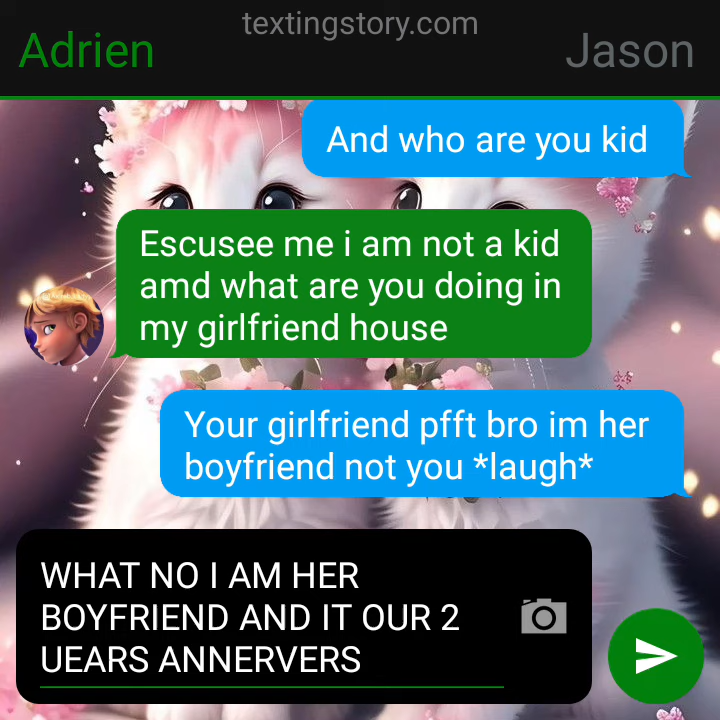 textingstory.com
Adrien
Jason
And who are you kid
Escusee me i am not a kid
amd what are you doing in
my girlfriend house
Your girlfriend pfft bro im her
boyfriend not you *laugh*
WHAT NO I AM HER
BOYFRIEND AND IT OUR 2
UEARS ANNERVERS